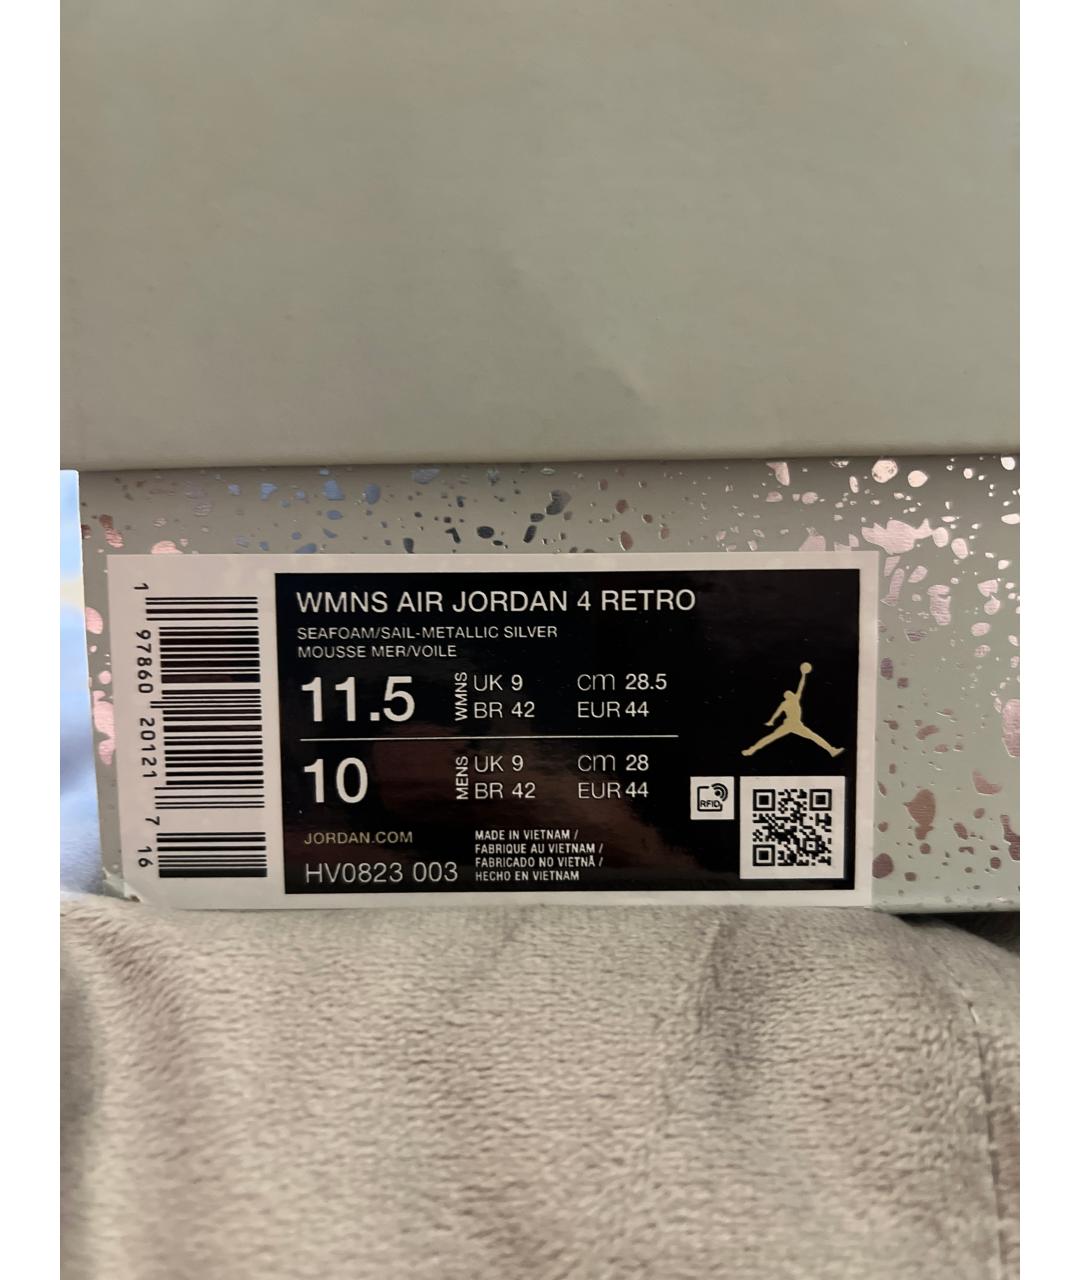 WMNS AIR JORDAN 4 RETRO
SEAFOAM/SAIL-METALLIC SILVER
MOUSSE MER/VOILE
11.5 WMNS UK 9 cm 28.5
BR 42 EUR 44
10 MENS UK 9 cm 28
BR 42 EUR 44
RFID
JORDAN.COM
HV0823 003
MADE IN VIETNAM /
FABRIQUE AU VIETNAM /
FABRICADO NO VIETNÃ /
HECHO EN VIETNAM
1 97860 20121 7 16